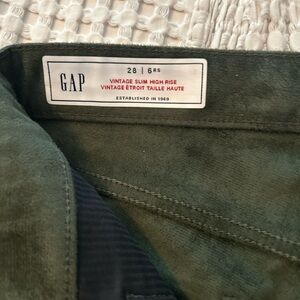 28 | 6RS
GAP
VINTAGE SLIM HIGH RISE
VINTAGE ÉTROIT TAILLE HAUTE
ESTABLISHED IN 1969